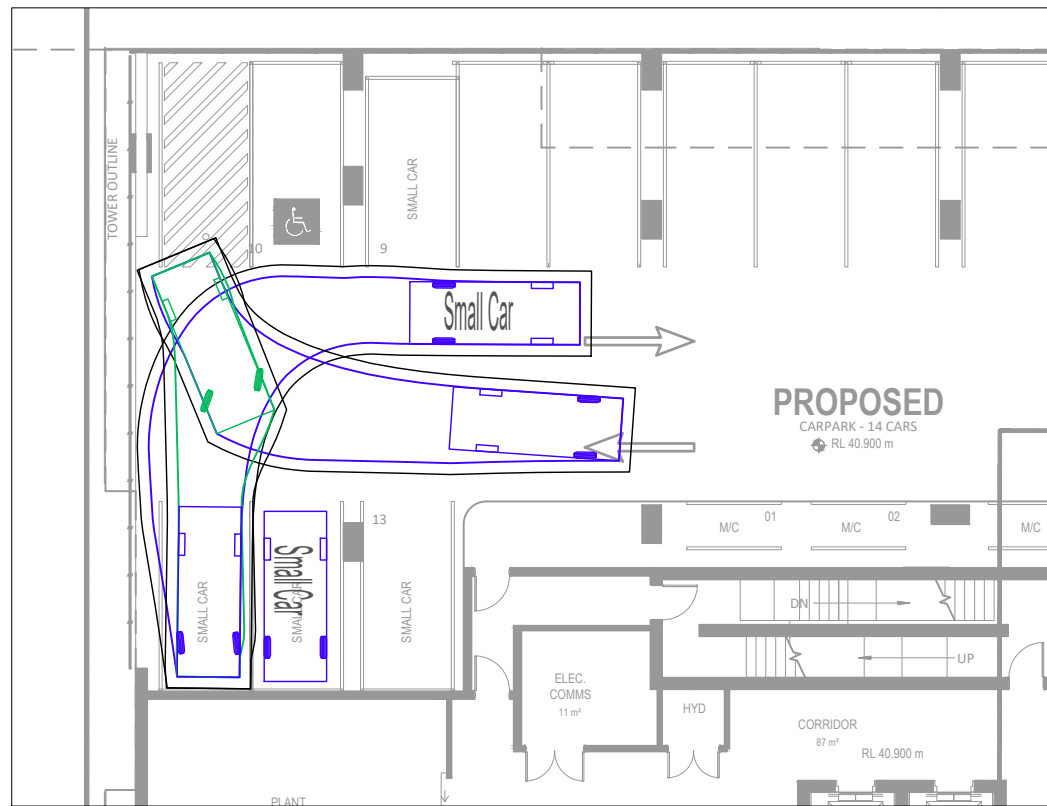 TOWER OUTLINE
SMALL CAR
10
9
Small Car
PROPOSED
CARPARK - 14 CARS
RL 40.900 m
13
01
02
M/C
M/C
M/C
SMALL CAR
SMALL CAR
Small Car
SMALL CAR
DN
UP
ELEC.
COMMS
11 m²
HYD
CORRIDOR
87 m²
RL 40.900 m
PLANT